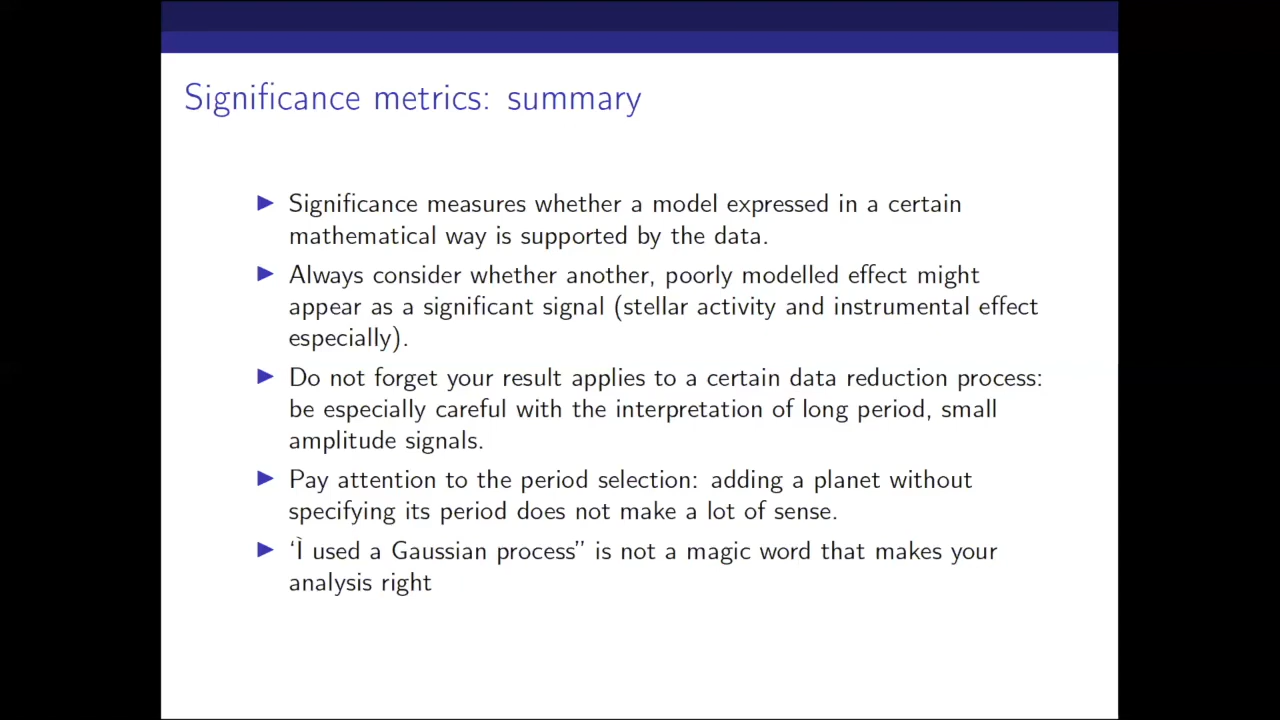 Significance metrics: summary
Significance measures whether a model expressed in a certain
mathematical way is supported by the data.
Always consider whether another, poorly modelled effect might
appear as a significant signal (stellar activity and instrumental effect
especially).
Do not forget your result applies to a certain data reduction process:
be especially careful with the interpretation of long period, small
amplitude signals.
Pay attention to the period selection: adding a planet without
specifying its period does not make a lot of sense.
‘Ì used a Gaussian process” is not a magic word that makes your
analysis right